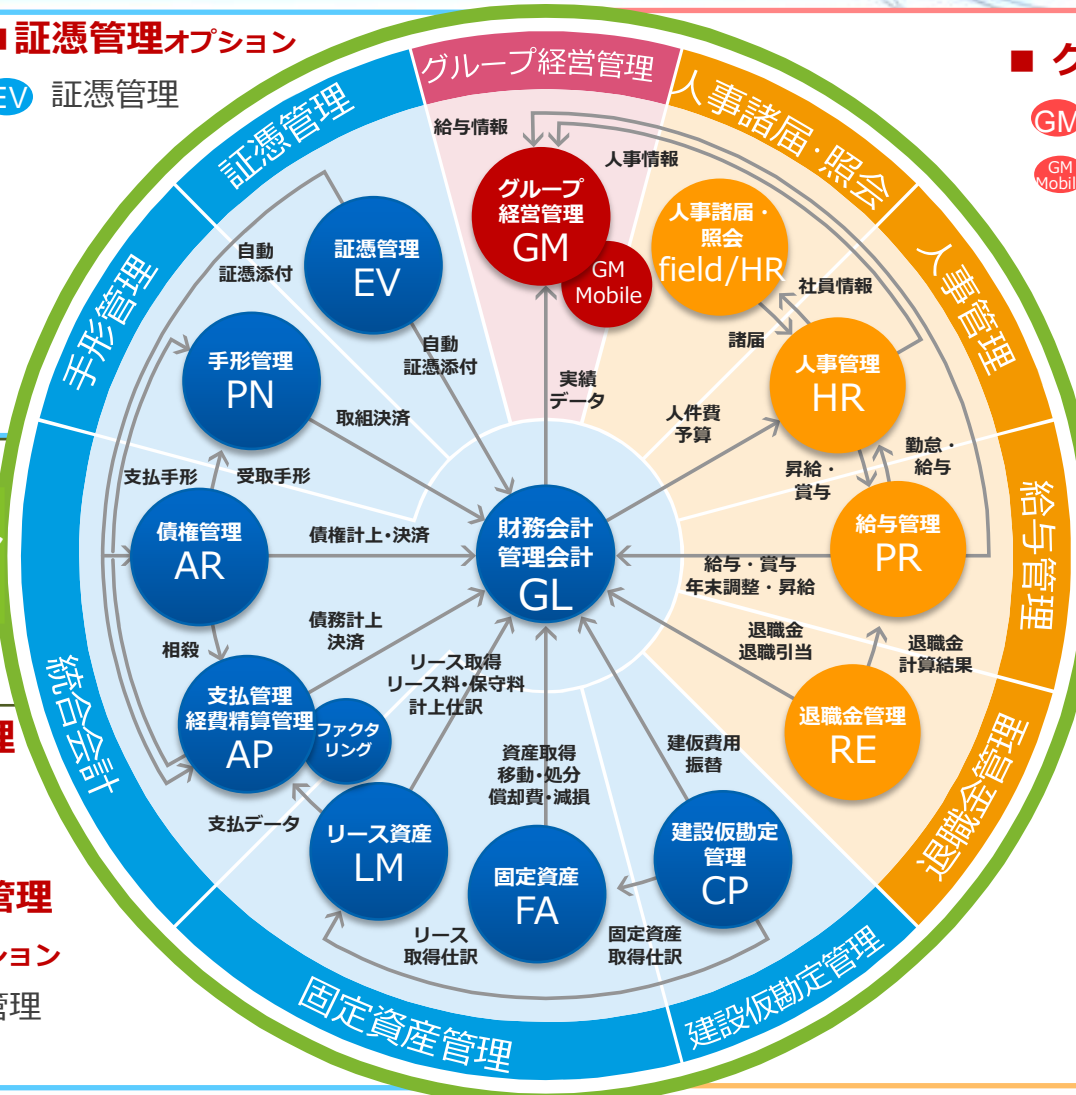 ■証憑管理オプション
EV 証憑管理
■ グ
GM
GM
Mobile
グループ経営管理
人事諸届・照会
人事管理
給与管理
退職金管理
建設仮勘定管理
固定資産管理
統合会計
手形管理
証憑管理
給与情報
人事情報
グループ
経営管理
GM
GM
Mobile
人事諸届・
照会
field/HR
社員情報
諸届
人事管理
HR
自動
証憑添付
証憑管理
EV
自動
証憑添付
手形管理
PN
取組決済
実績
データ
人件費
予算
昇給・
賞与
勤怠・
給与
支払手形
受取手形
債権管理
AR
債権計上・決済
財務会計
管理会計
GL
給与管理
PR
給与・賞与
年末調整・昇給
相殺
債務計上
決済
退職金
退職引当
退職金
計算結果
支払管理
経費精算管理
AP
ファクタ
リング
リース取得
リース料・保守料
計上仕訳
退職金管理
RE
資産取得
移動・処分
償却費・減損
建仮費用
振替
支払データ
リース資産
LM
固定資産
FA
建設仮勘定
管理
CP
リース
取得仕訳
固定資産
取得仕訳
理
管理
ション
管理